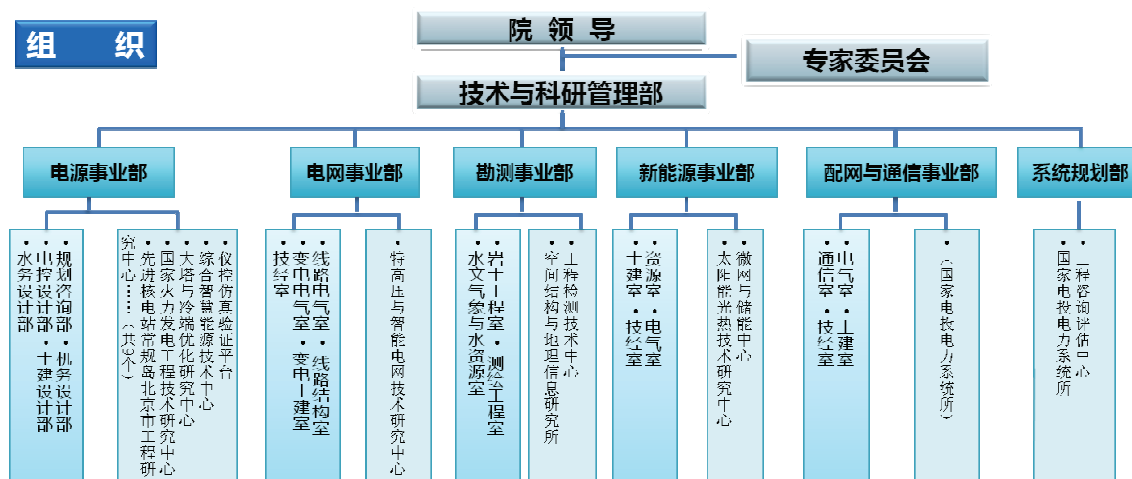 组 织
院 领 导
专家委员会
技术与科研管理部
电源事业部
电网事业部
勘测事业部
新能源事业部
配网与通信事业部
系统规划部
• 规划咨询部 • 机务设计部
• 电控设计部 • 土建设计部
• 水务设计部
• 仪控仿真验证平台
• 综合智慧能源技术中心
• 大塔与冷端优化研究中心
• 国家火力发电工程技术研究中心
• 先进核电站常规岛北京市工程研
究中心……（共9个）
• 线路电气室 • 线路结构室
• 变电电气室 • 变电土建室
• 技经室
• 特高压与智能电网技术研究中心
• 岩土工程室 • 测绘工程室
• 水文气象与水资源室
• 工程检测技术中心
• 空间结构与地理信息研究所
• 资源室 • 电气室
• 土建室 • 技经室
• 微网与储能中心
• 太阳能光热技术研究中心
• 电气室 • 土建室
• 通信室 • 技经室
• （国家电投电力系统所）
• 工程咨询评估中心
• 国家电投电力系统所